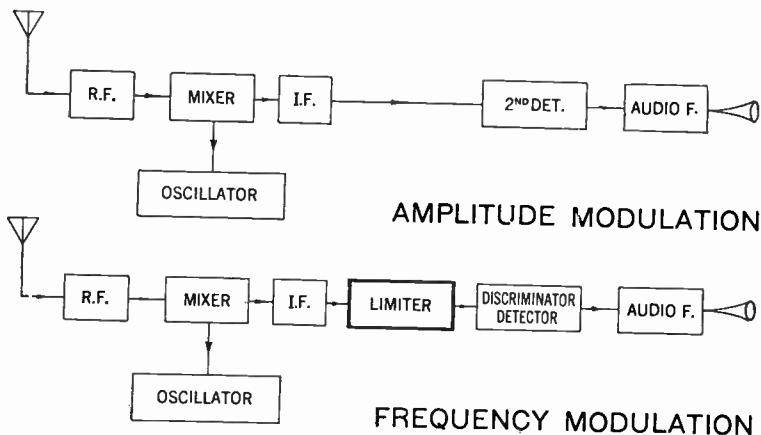 R.F.
MIXER
I.F.
2ND DET.
AUDIO F.
OSCILLATOR
AMPLITUDE MODULATION
R.F.
MIXER
I.F.
LIMITER
DISCRIMINATOR
DETECTOR
AUDIO F.
OSCILLATOR
FREQUENCY MODULATION